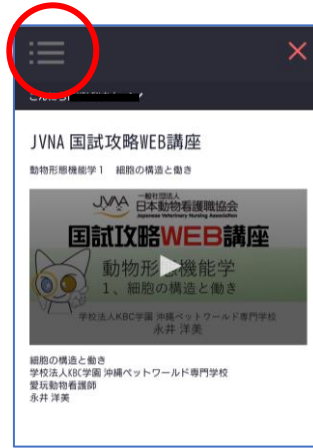 JVNA 国試攻略WEB講座
動物形態機能学1 細胞の構造と働き
JVNA 一般社団法人
日本動物看護職協会
Japanese Veterinary Nursing Association
国試攻略WEB講座
動物形態機能学
1、細胞の構造と働き
学校法人KBC学園 沖縄ペットワールド専門学校
永井 洋美
細胞の構造と働き
学校法人KBC学園 沖縄ペットワールド専門学校
愛玩動物看護師
永井 洋美